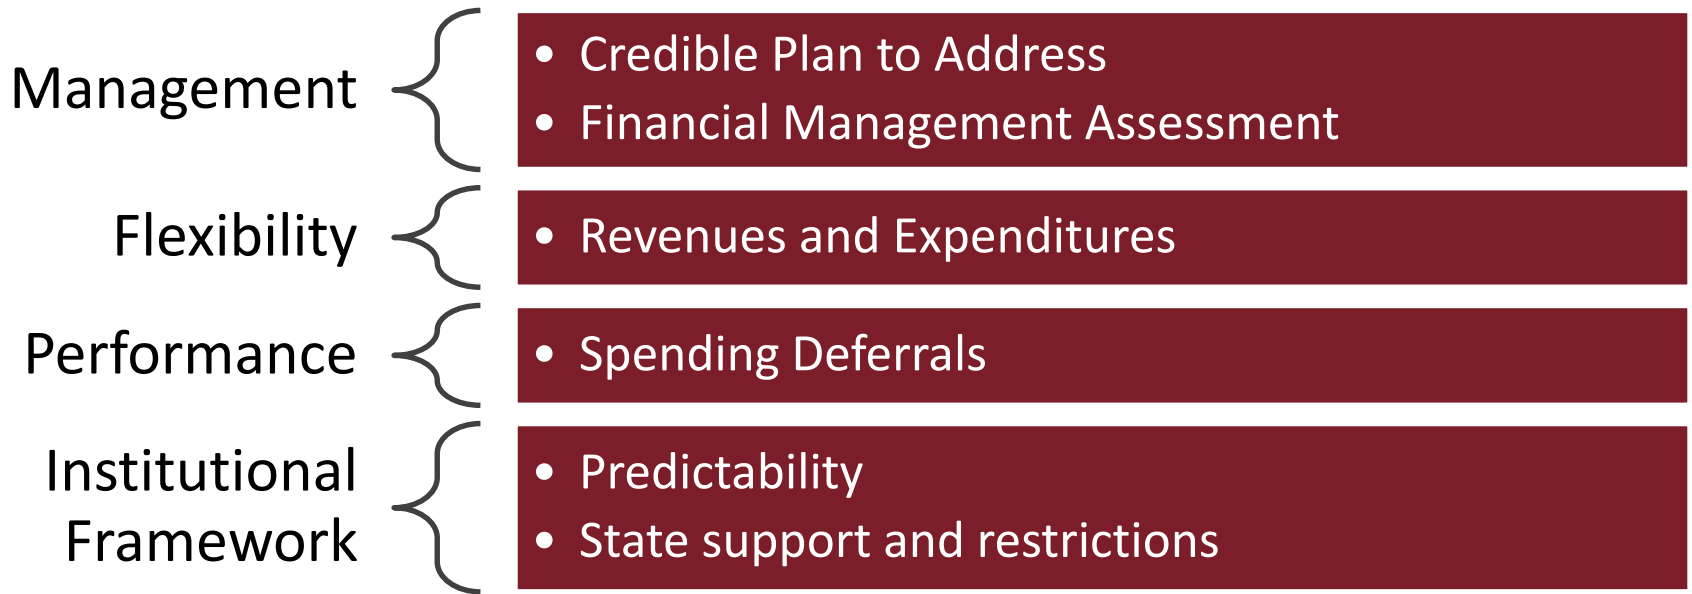 Management
• Credible Plan to Address
• Financial Management Assessment
Flexibility
• Revenues and Expenditures
Performance
• Spending Deferrals
Institutional
Framework
• Predictability
• State support and restrictions